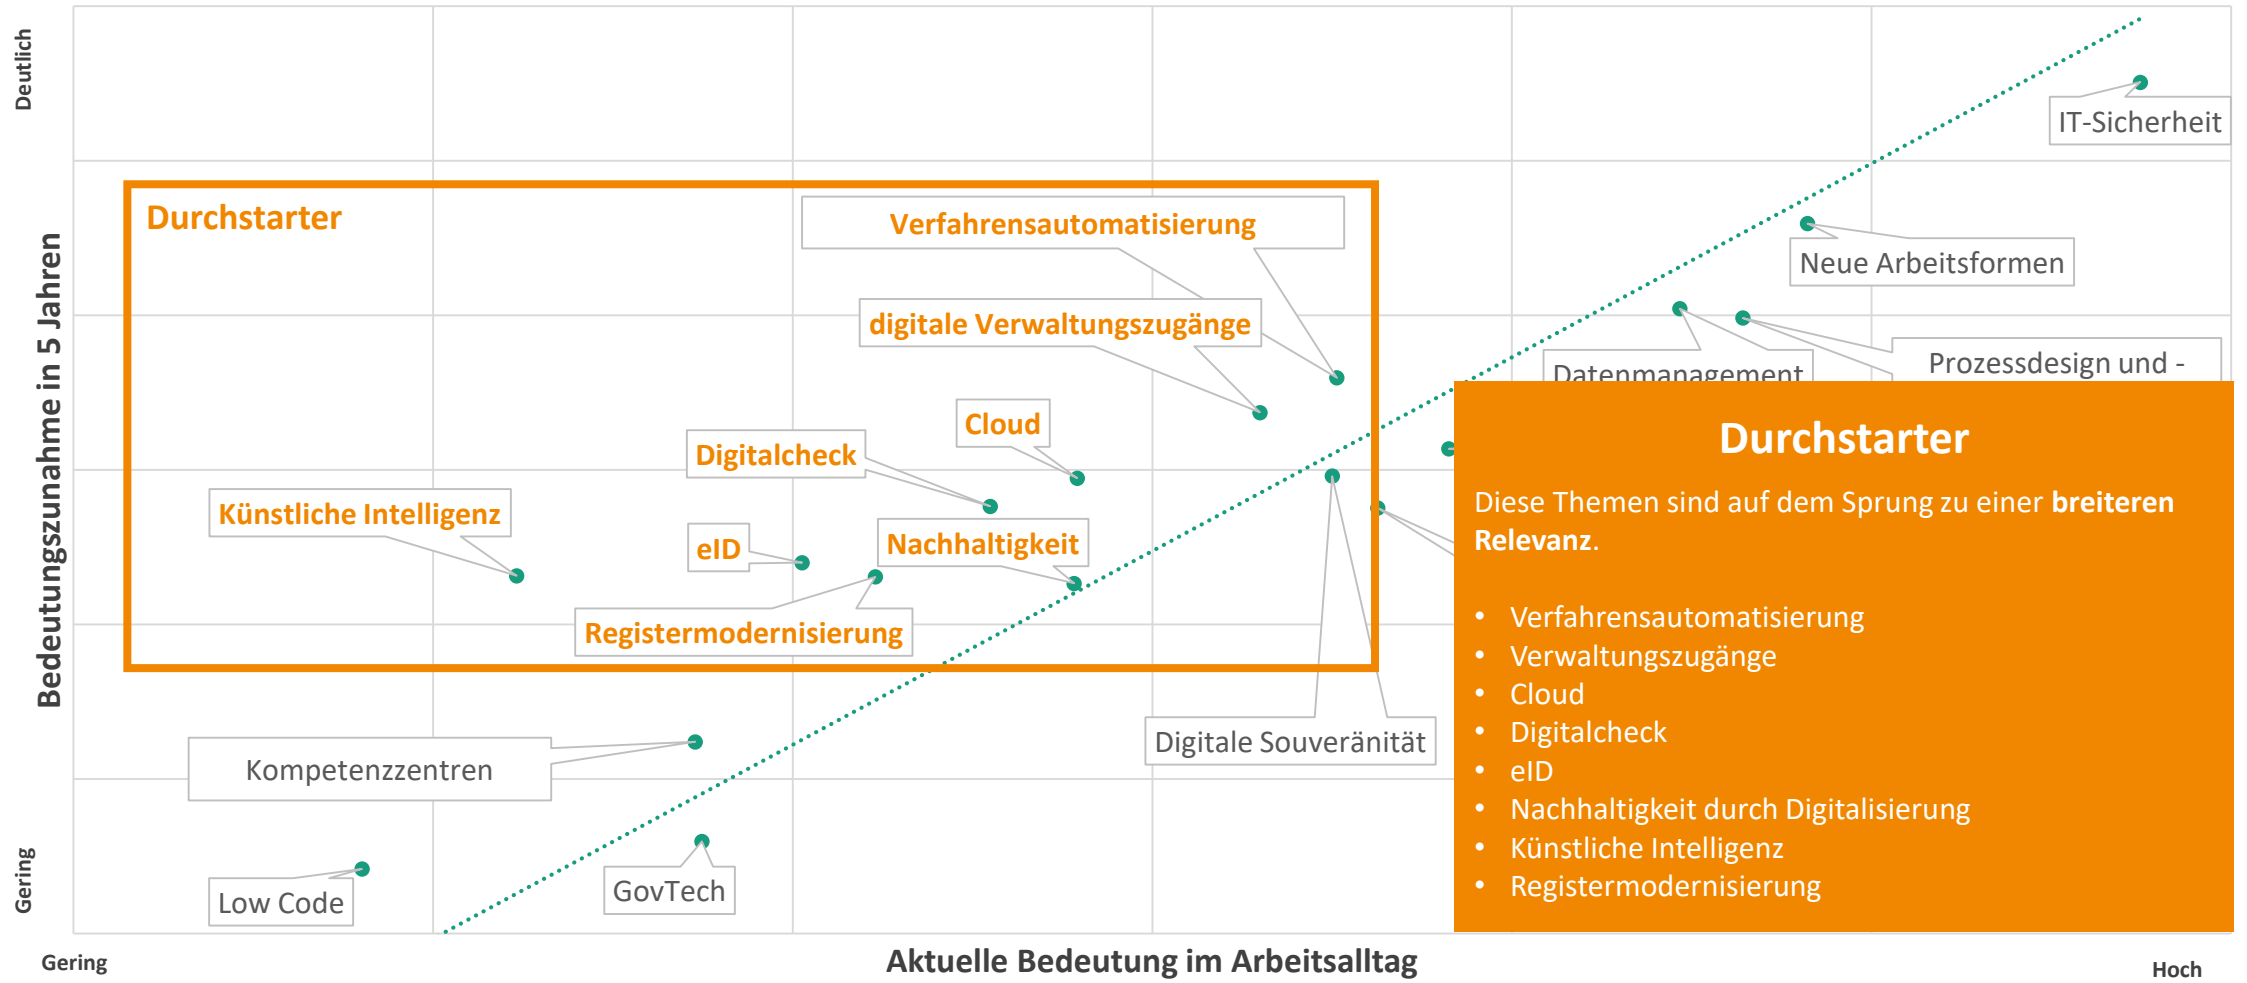 Deutlich
IT-Sicherheit
Durchstarter
Verfahrensautomatisierung
Neue Arbeitsformen
digitale Verwaltungszugänge
Bedeutungszunahme in 5 Jahren
Datenmanagement
Prozessdesign und -
Cloud
Digitalcheck
Künstliche Intelligenz
eID
Nachhaltigkeit
Registermodernisierung
Digitale Souveränität
Kompetenzzentren
GovTech
Low Code
Gering
Durchstarter
Diese Themen sind auf dem Sprung zu einer breiteren
Relevanz.
• Verfahrensautomatisierung
• Verwaltungszugänge
• Cloud
• Digitalcheck
• eID
• Nachhaltigkeit durch Digitalisierung
• Künstliche Intelligenz
• Registermodernisierung
Gering
Aktuelle Bedeutung im Arbeitsalltag
Hoch